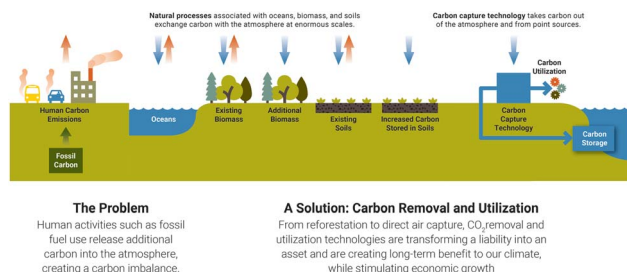 Natural processes associated with oceans, biomass, and soils
exchange carbon with the atmosphere at enormous scales.
Carbon capture technology takes carbon out
of the atmosphere and from point sources.
Carbon
Utilization
Human Carbon
Emissions
Oceans
Existing
Biomass
Additional
Biomass
Existing
Soils
Increased Carbon
Stored in Soils
Carbon
Capture
Technology
Carbon
Storage
Fossil
Carbon
The Problem
Human activities such as fossil
fuel use release additional
carbon into the atmosphere,
creating a carbon imbalance.
A Solution: Carbon Removal and Utilization
From reforestation to direct air capture, CO₂removal and
utilization technologies are transforming a liability into an
asset and are creating long-term benefit to our climate,
while stimulating economic growth